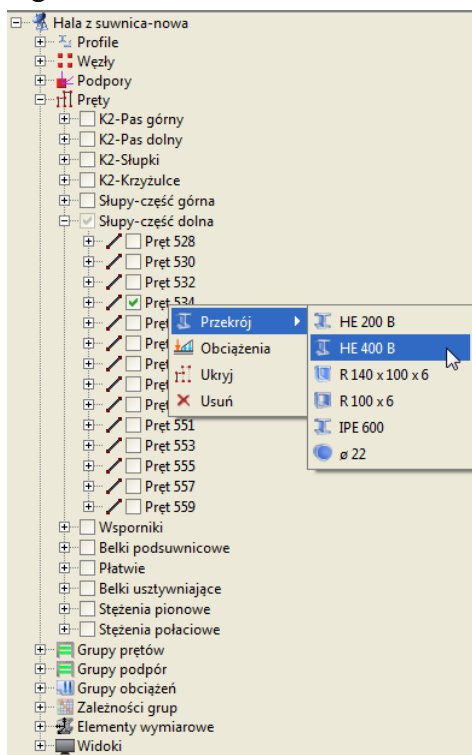 Hala z suwnica-nowa
Profile
Węzły
Podpory
Pręty
K2-Pas górny
K2-Pas dolny
K2-Słupki
K2-Krzyżulce
Słupy-część górna
Słupy-część dolna
Pręt 528
Pręt 530
Pręt 532
Pręt 534
Pręt
Przekrój
HE 200 B
Pręt
Obciążenia
HE 400 B
Pręt
Ukryj
R 140 x 100 x 6
Pręt
Usuń
R 100 x 6
Pręt 551
IPE 600
Pręt 553
ø 22
Pręt 555
Pręt 557
Pręt 559
Wsporniki
Belki podsuwnicowe
Płatwie
Belki usztywniające
Stężenia pionowe
Stężenia połaciowe
Grupy prętów
Grupy podpór
Grupy obciążeń
Zależności grup
Elementy wymiarowe
Widoki